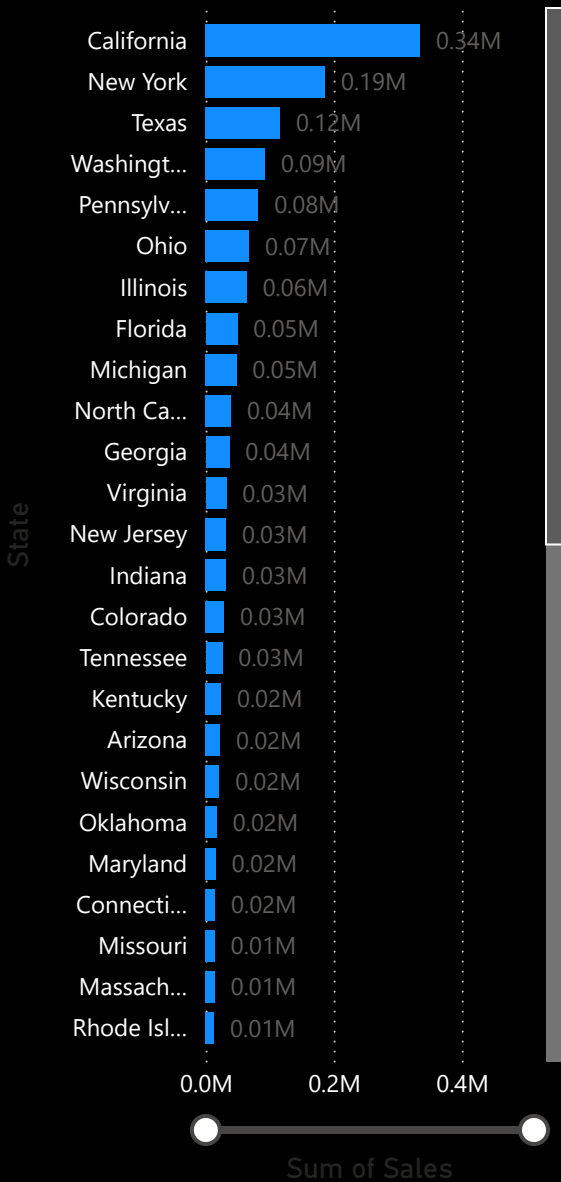 California 0.34M
New York 0.19M
Texas 0.12M
Washingt... 0.09M
Pennsylv... 0.08M
Ohio 0.07M
Illinois 0.06M
Florida 0.05M
Michigan 0.05M
North Ca... 0.04M
Georgia 0.04M
Virginia 0.03M
New Jersey 0.03M
Indiana 0.03M
Colorado 0.03M
Tennessee 0.03M
Kentucky 0.02M
Arizona 0.02M
Wisconsin 0.02M
Oklahoma 0.02M
Maryland 0.02M
Connecti... 0.02M
Missouri 0.01M
Massach... 0.01M
Rhode Isl... 0.01M
State
0.0M 0.2M 0.4M
Sum of Sales